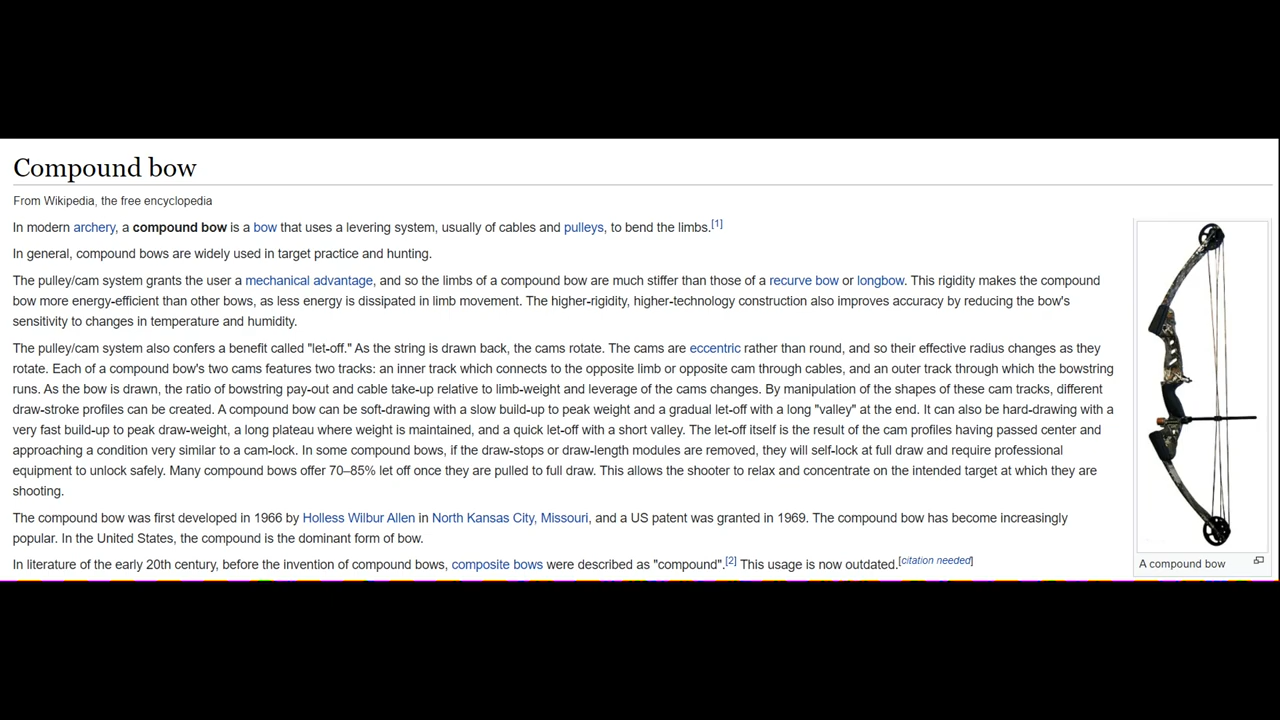 Compound bow
From Wikipedia, the free encyclopedia
In modern archery, a compound bow is a bow that uses a levering system, usually of cables and pulleys, to bend the limbs.[1]
In general, compound bows are widely used in target practice and hunting.
The pulley/cam system grants the user a mechanical advantage, and so the limbs of a compound bow are much stiffer than those of a recurve bow or longbow. This rigidity makes the compound
bow more energy-efficient than other bows, as less energy is dissipated in limb movement. The higher-rigidity, higher-technology construction also improves accuracy by reducing the bow's
sensitivity to changes in temperature and humidity.
The pulley/cam system also confers a benefit called "let-off." As the string is drawn back, the cams rotate. The cams are eccentric rather than round, and so their effective radius changes as they
rotate. Each of a compound bow's two cams features two tracks: an inner track which connects to the opposite limb or opposite cam through cables, and an outer track through which the bowstring
runs. As the bow is drawn, the ratio of bowstring pay-out and cable take-up relative to limb-weight and leverage of the cams changes. By manipulation of the shapes of these cam tracks, different
draw-stroke profiles can be created. A compound bow can be soft-drawing with a slow build-up to peak weight and a gradual let-off with a long "valley" at the end. It can also be hard-drawing with a
very fast build-up to peak draw-weight, a long plateau where weight is maintained, and a quick let-off with a short valley. The let-off itself is the result of the cam profiles having passed center and
approaching a condition very similar to a cam-lock. In some compound bows, if the draw-stops or draw-length modules are removed, they will self-lock at full draw and require professional
equipment to unlock safely. Many compound bows offer 70–85% let off once they are pulled to full draw. This allows the shooter to relax and concentrate on the intended target at which they are
shooting.
The compound bow was first developed in 1966 by Holless Wilbur Allen in North Kansas City, Missouri, and a US patent was granted in 1969. The compound bow has become increasingly
popular. In the United States, the compound is the dominant form of bow.
In literature of the early 20th century, before the invention of compound bows, composite bows were described as "compound".[2] This usage is now outdated.[citation needed]
A compound bow